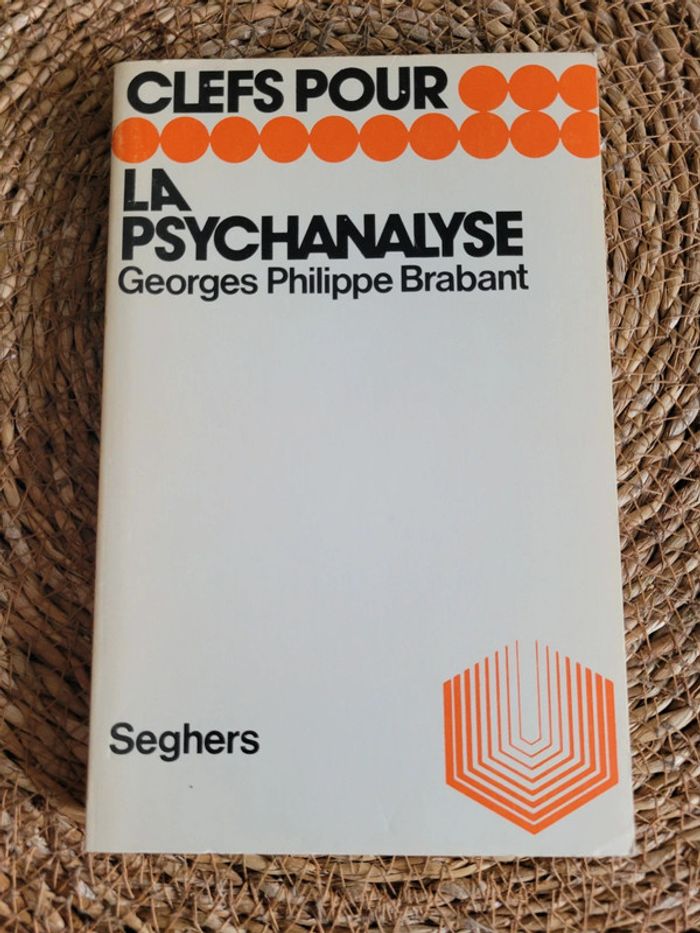 CLEFS POUR
LA
PSYCHANALYSE
Georges Philippe Brabant
Seghers